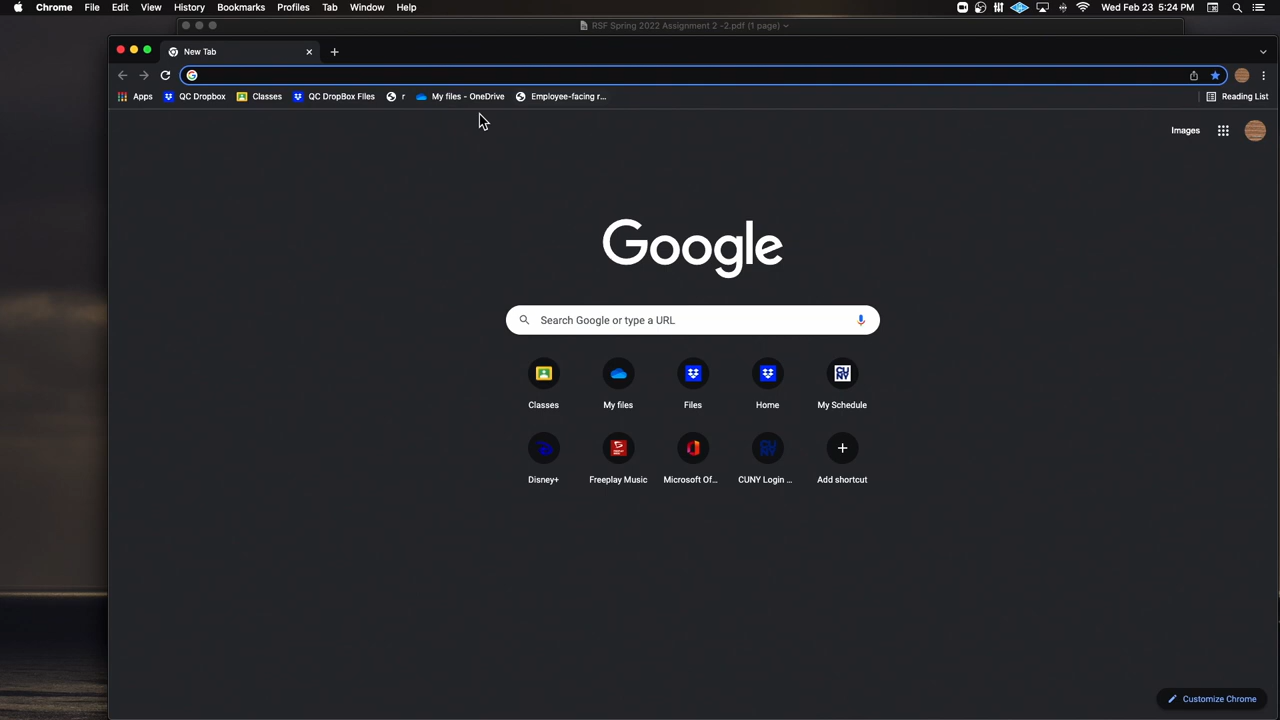 Chrome File Edit View History Bookmarks Profiles Tab Window Help Wed Feb 23 5:24 PM
RSF Spring 2022 Assignment 2 -2.pdf (1 page)
New Tab
Apps QC Dropbox Classes QC DropBox FIles r My files - OneDrive Employee-facing r... Reading List
Images
Google
Search Google or type a URL
Classes My files Files Home My Schedule
Disney+ Freeplay Music Microsoft Of... CUNY Login ... Add shortcut
Customize Chrome